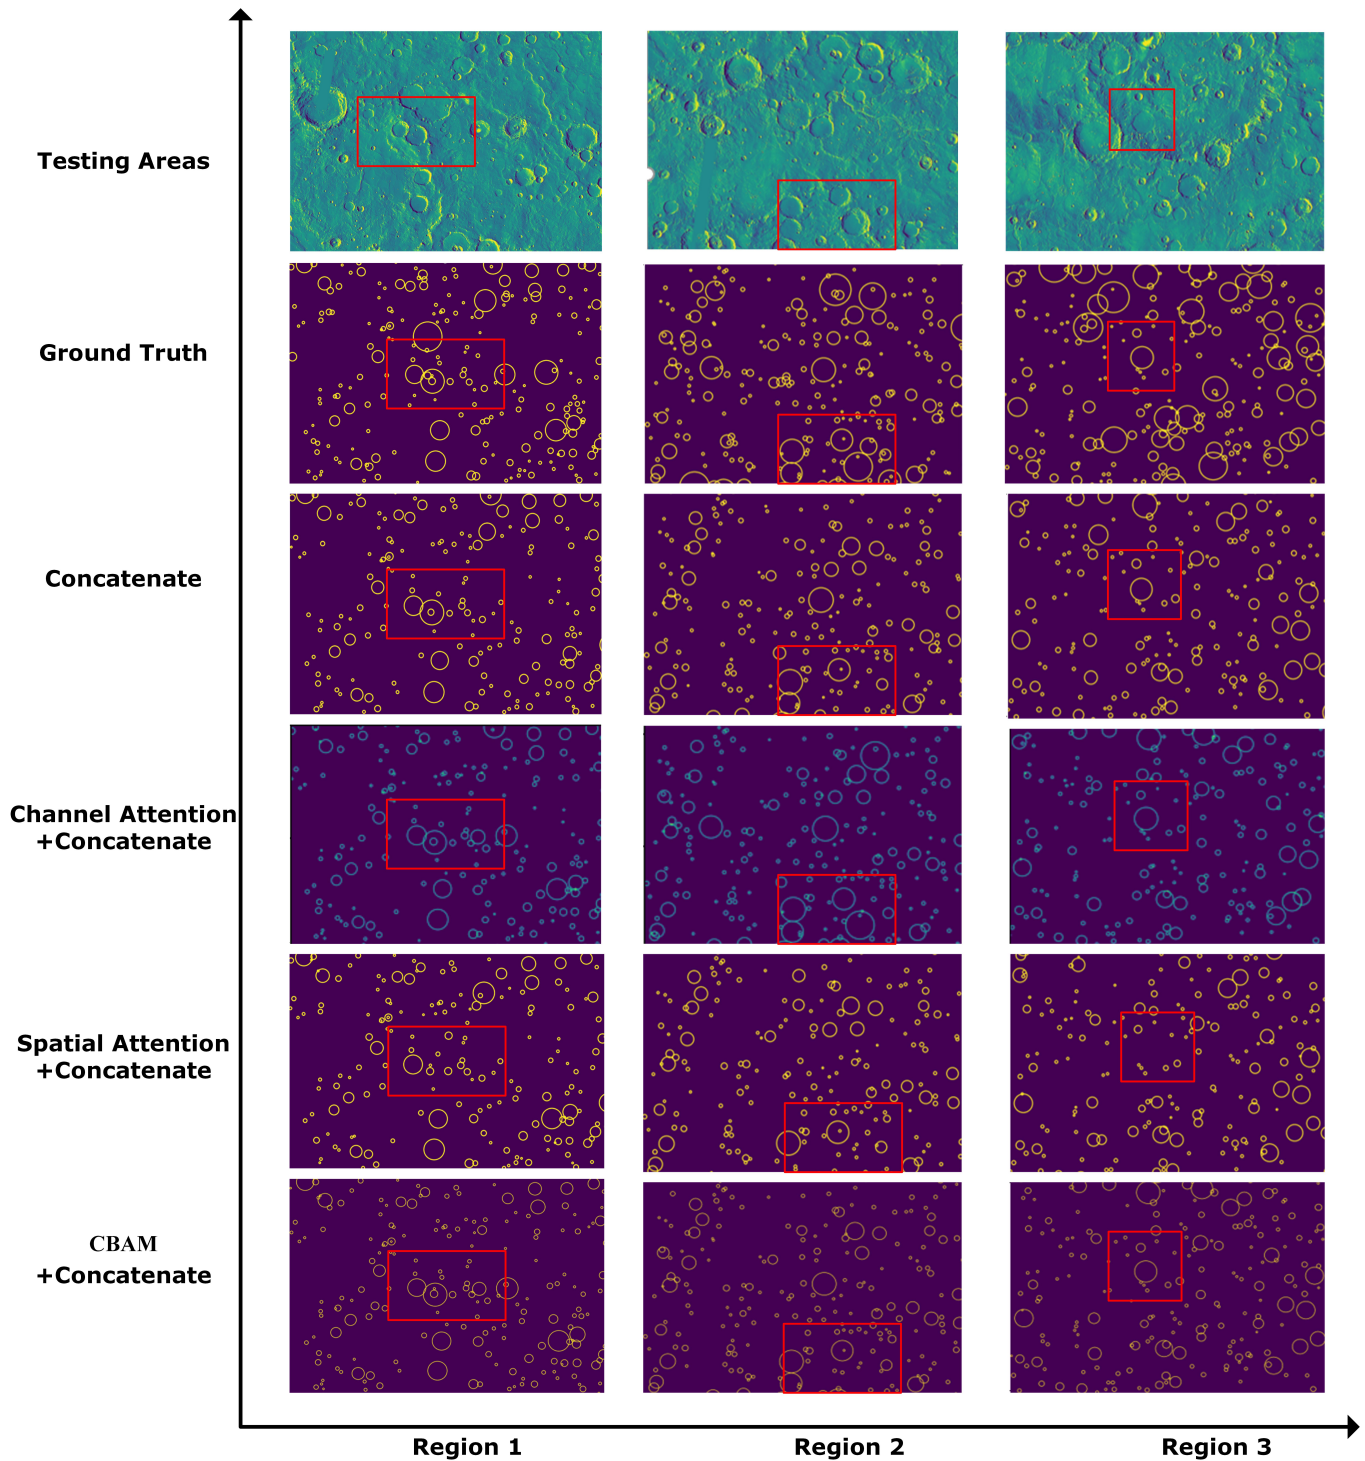 Testing Areas
Ground Truth
Concatenate
Channel Attention
+Concatenate
Spatial Attention
+Concatenate
CBAM
+Concatenate
Region 1
Region 2
Region 3